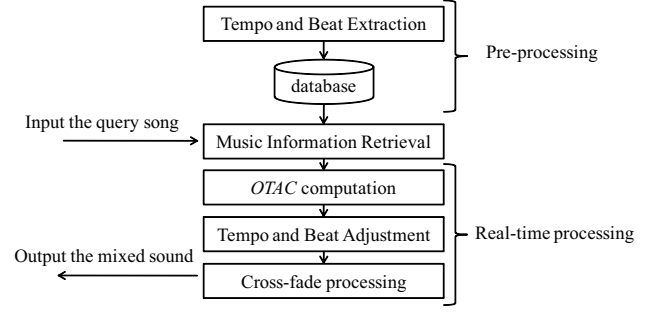 Tempo and Beat Extraction
Pre-processing
database
Input the query song
Music Information Retrieval
OTAC computation
Tempo and Beat Adjustment
Real-time processing
Output the mixed sound
Cross-fade processing